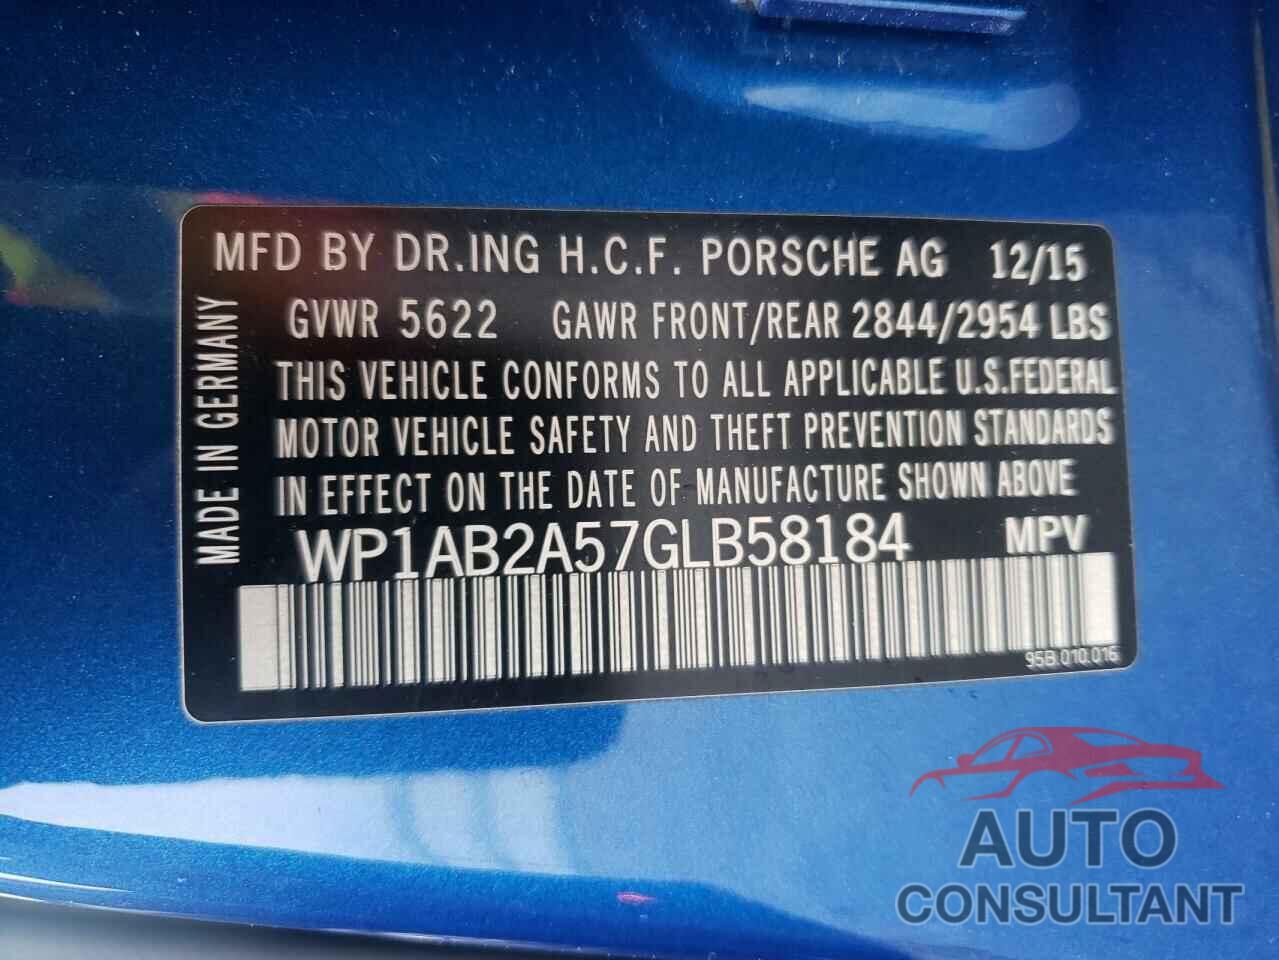 MFD BY DR.ING H.C.F. PORSCHE AG 12/15
GVWR 5622 GAWR FRONT/REAR 2844/2954 LBS
THIS VEHICLE CONFORMS TO ALL APPLICABLE U.S.FEDERAL
MOTOR VEHICLE SAFETY AND THEFT PREVENTION STANDARDS
IN EFFECT ON THE DATE OF MANUFACTURE SHOWN ABOVE
WP1AB2A57GLB58184 MPV
95B.010.016
MADE IN GERMANY
AUTO
CONSULTANT